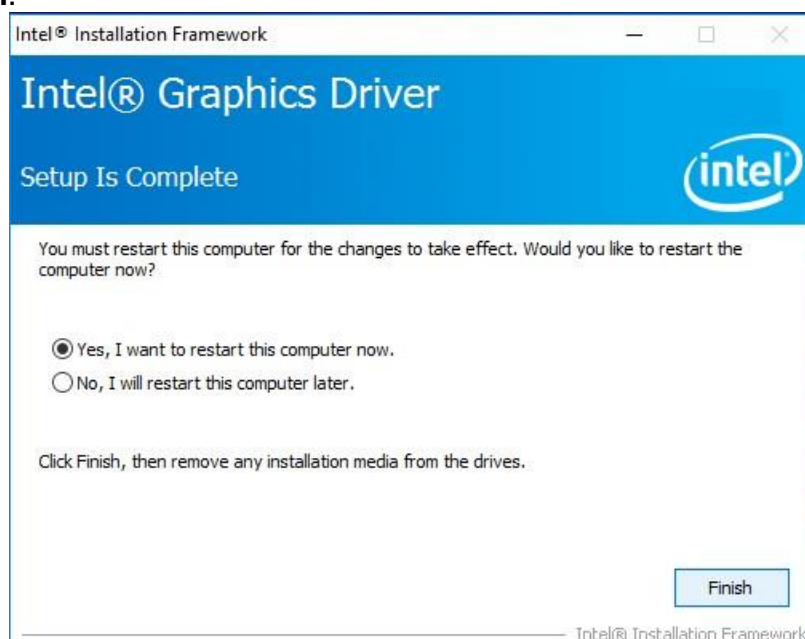 Intel® Installation Framework
Intel® Graphics Driver
Setup Is Complete
intel
You must restart this computer for the changes to take effect. Would you like to restart the
computer now?
Yes, I want to restart this computer now.
No, I will restart this computer later.
Click Finish, then remove any installation media from the drives.
Finish
Intel® Installation Framework